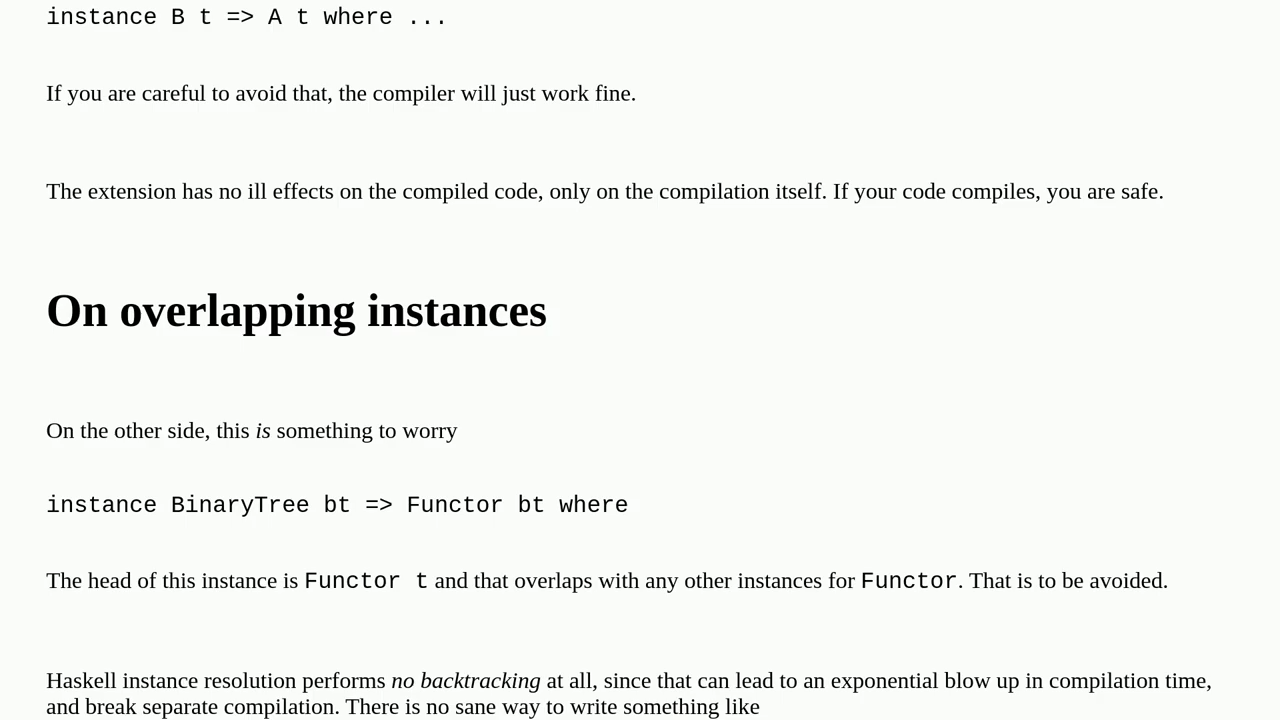 instance B t => A t where ...
If you are careful to avoid that, the compiler will just work fine.
The extension has no ill effects on the compiled code, only on the compilation itself. If your code compiles, you are safe.
On overlapping instances
On the other side, this is something to worry
instance BinaryTree bt => Functor bt where
The head of this instance is Functor t and that overlaps with any other instances for Functor. That is to be avoided.
Haskell instance resolution performs no backtracking at all, since that can lead to an exponential blow up in compilation time,
and break separate compilation. There is no sane way to write something like